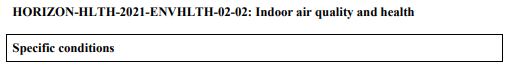 HORIZON-HLTH-2021-ENVHLTH-02-02: Indoor air quality and health
Specific conditions